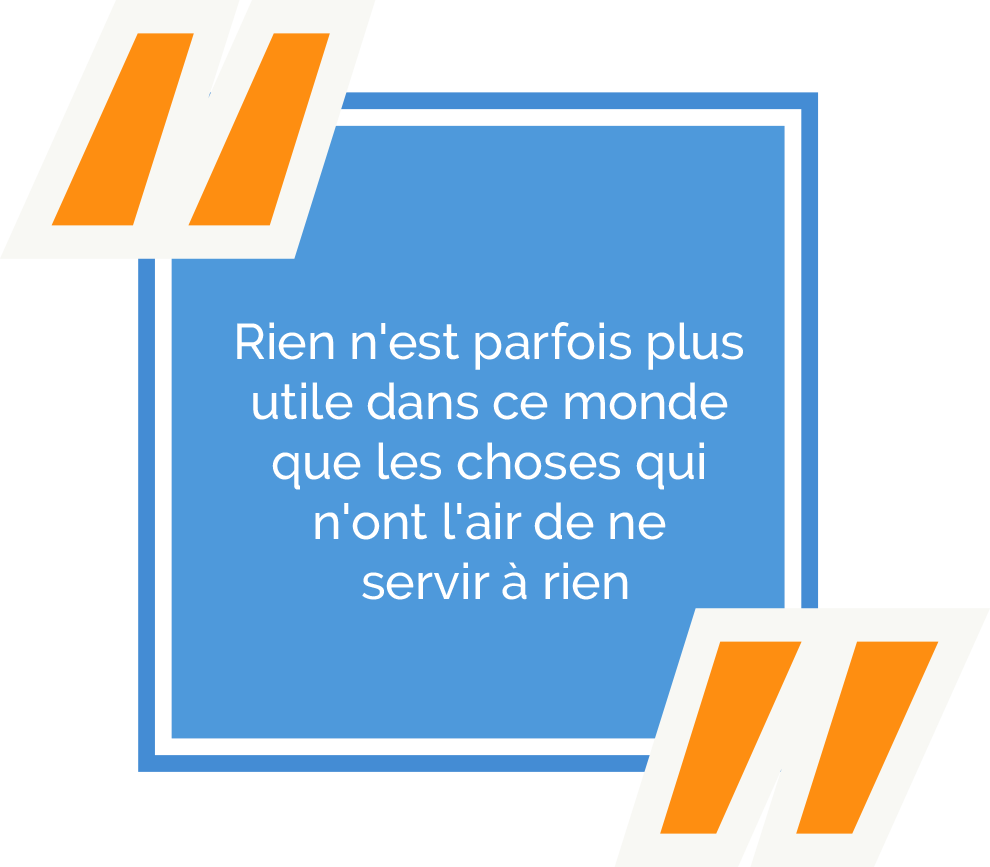 Rien n'est parfois plus
utile dans ce monde
que les choses qui
n'ont l'air de ne
servir à rien